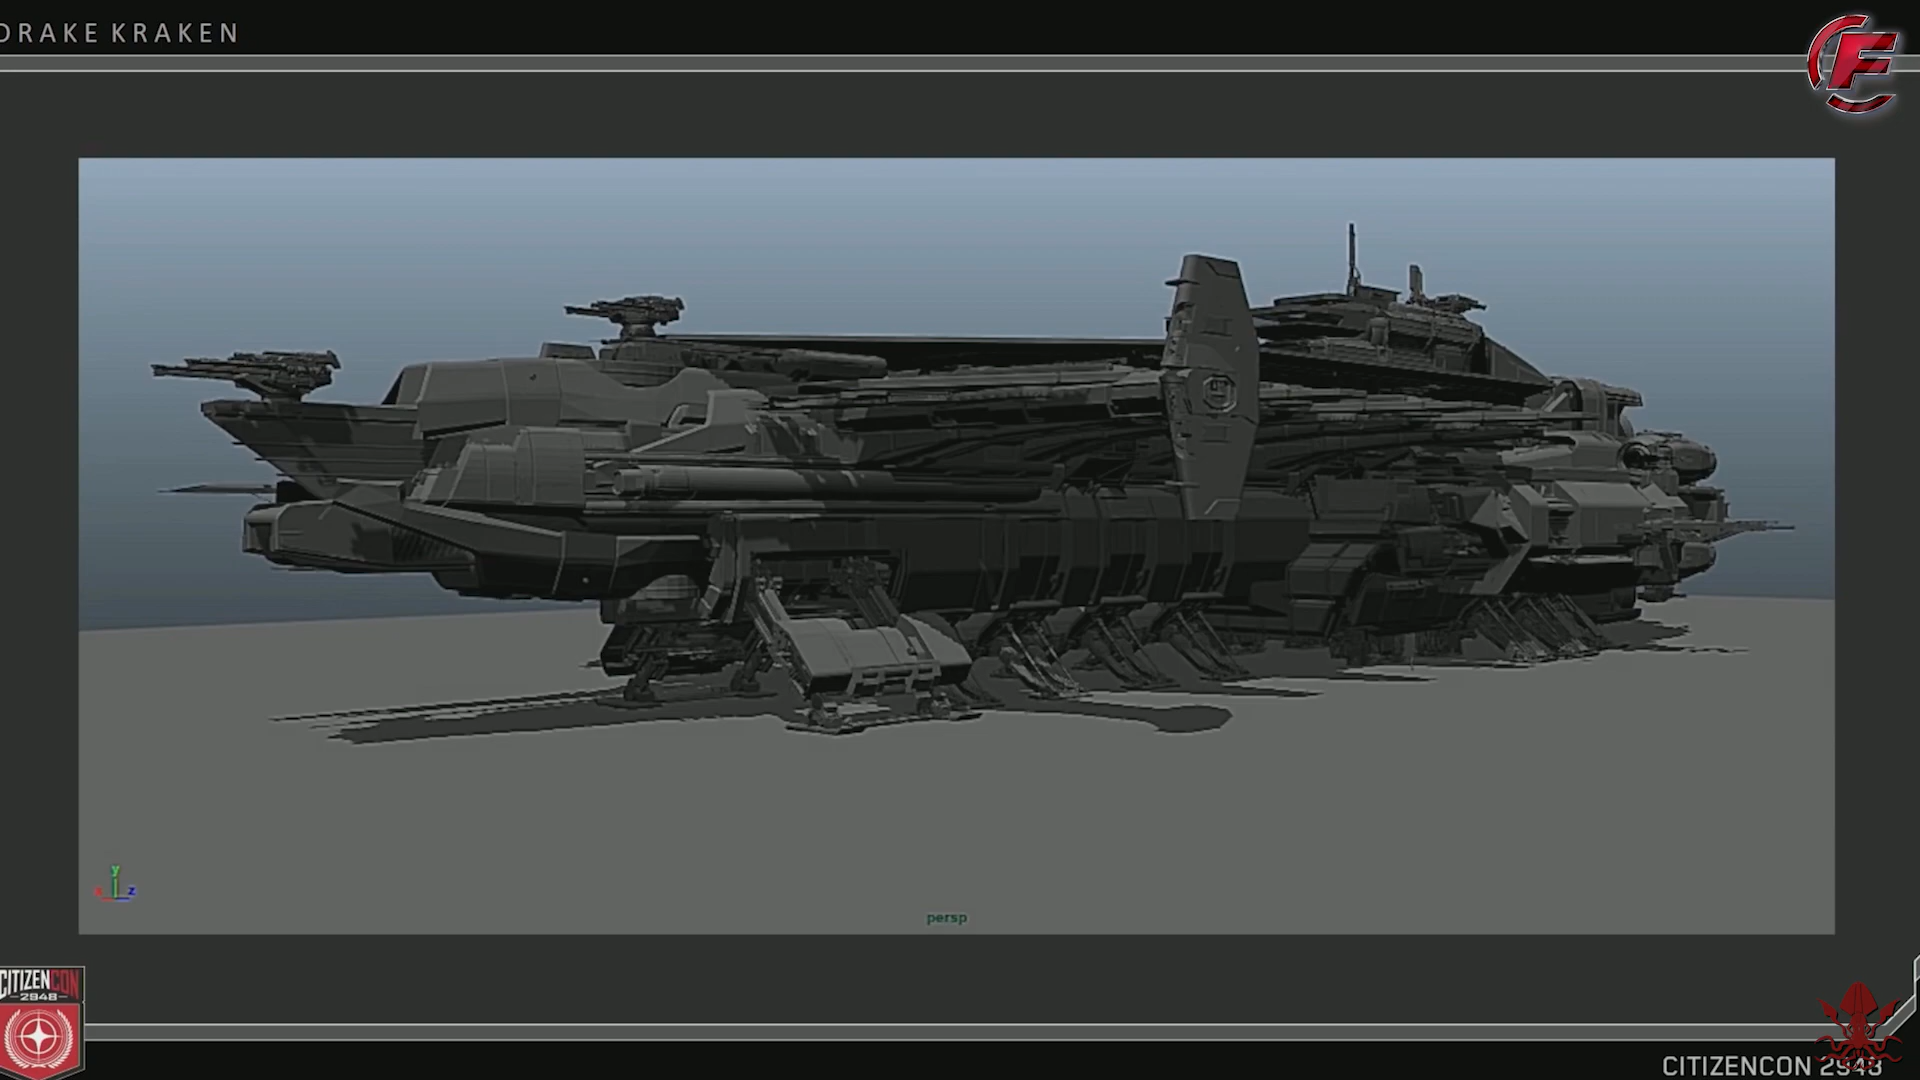 DRAKE KRAKEN
F
y
x z
persp
CITIZENCON
2948
CITIZENCON 2948